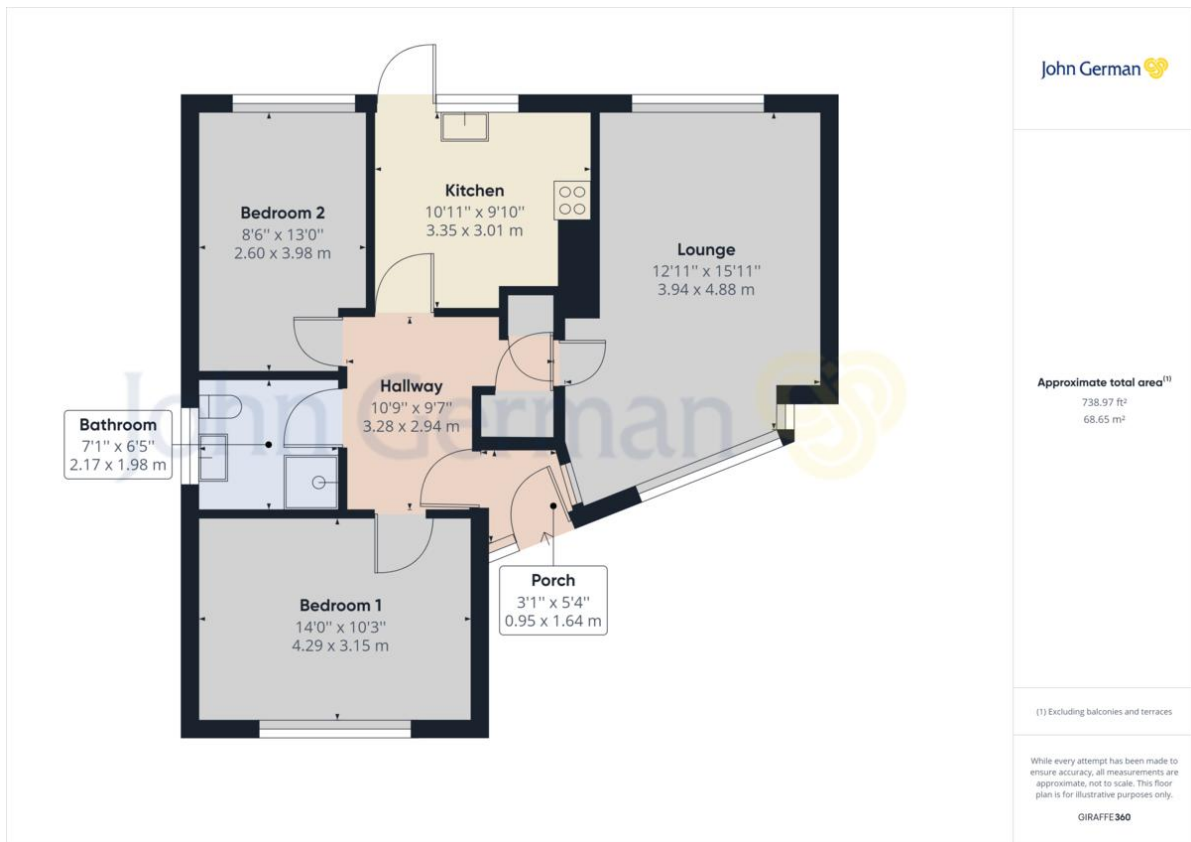 John German
Bedroom 2
8'6" x 13'0"
2.60 x 3.98 m
Kitchen
10'11" x 9'10"
3.35 x 3.01 m
Lounge
12'11" x 15'11"
3.94 x 4.88 m
Hallway
10'9" x 9'7"
3.28 x 2.94 m
Bathroom
7'1" x 6'5"
2.17 x 1.98 m
John German
Porch
3'1" x 5'4"
0.95 x 1.64 m
Bedroom 1
14'0" x 10'3"
4.29 x 3.15 m
Approximate total area(1)
738.97 ft²
68.65 m²
(1) Excluding balconies and terraces
While every attempt has been made to
ensure accuracy, all measurements are
approximate, not to scale. This floor
plan is for illustrative purposes only.
GIRAFFE360